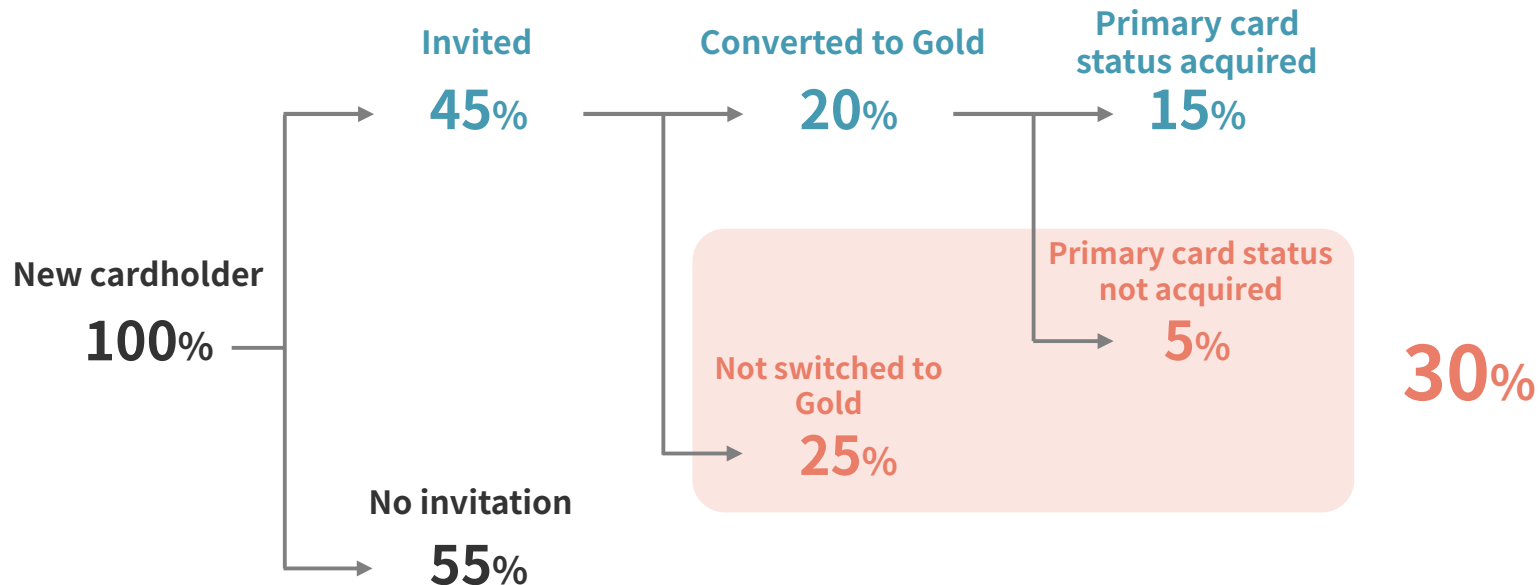 Invited
45%
Converted to Gold
20%
Primary card
status acquired
15%
New cardholder
100%
Primary card status
not acquired
5%
Not switched to
Gold
25%
30%
No invitation
55%